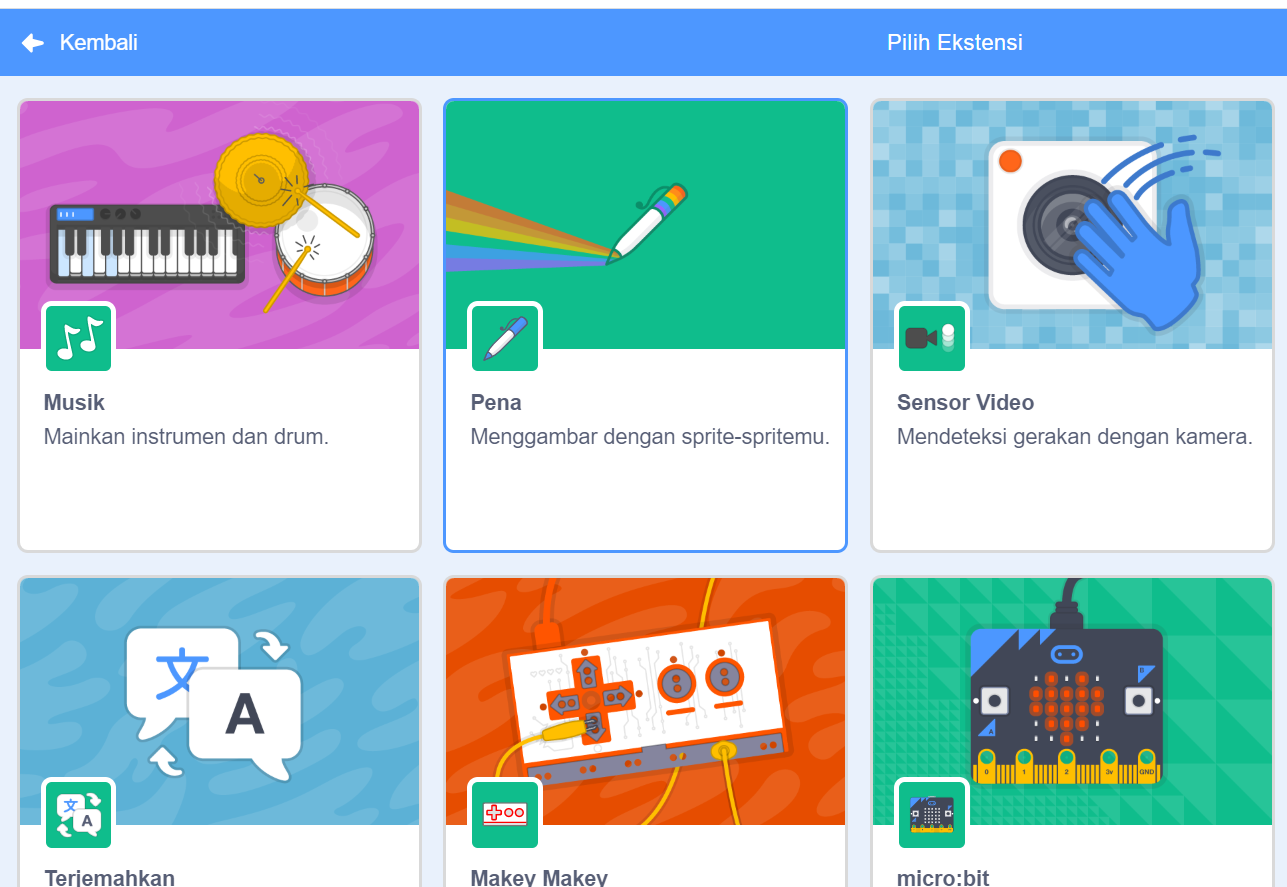 Kembali
Pilih Ekstensi
Musik
Mainkan instrumen dan drum.
Pena
Menggambar dengan sprite-spritemu.
Sensor Video
Mendeteksi gerakan dengan kamera.
文
A
文
A
B
A
0 1 2 3v GND
Terjemahkan
Makey Makey
micro:bit